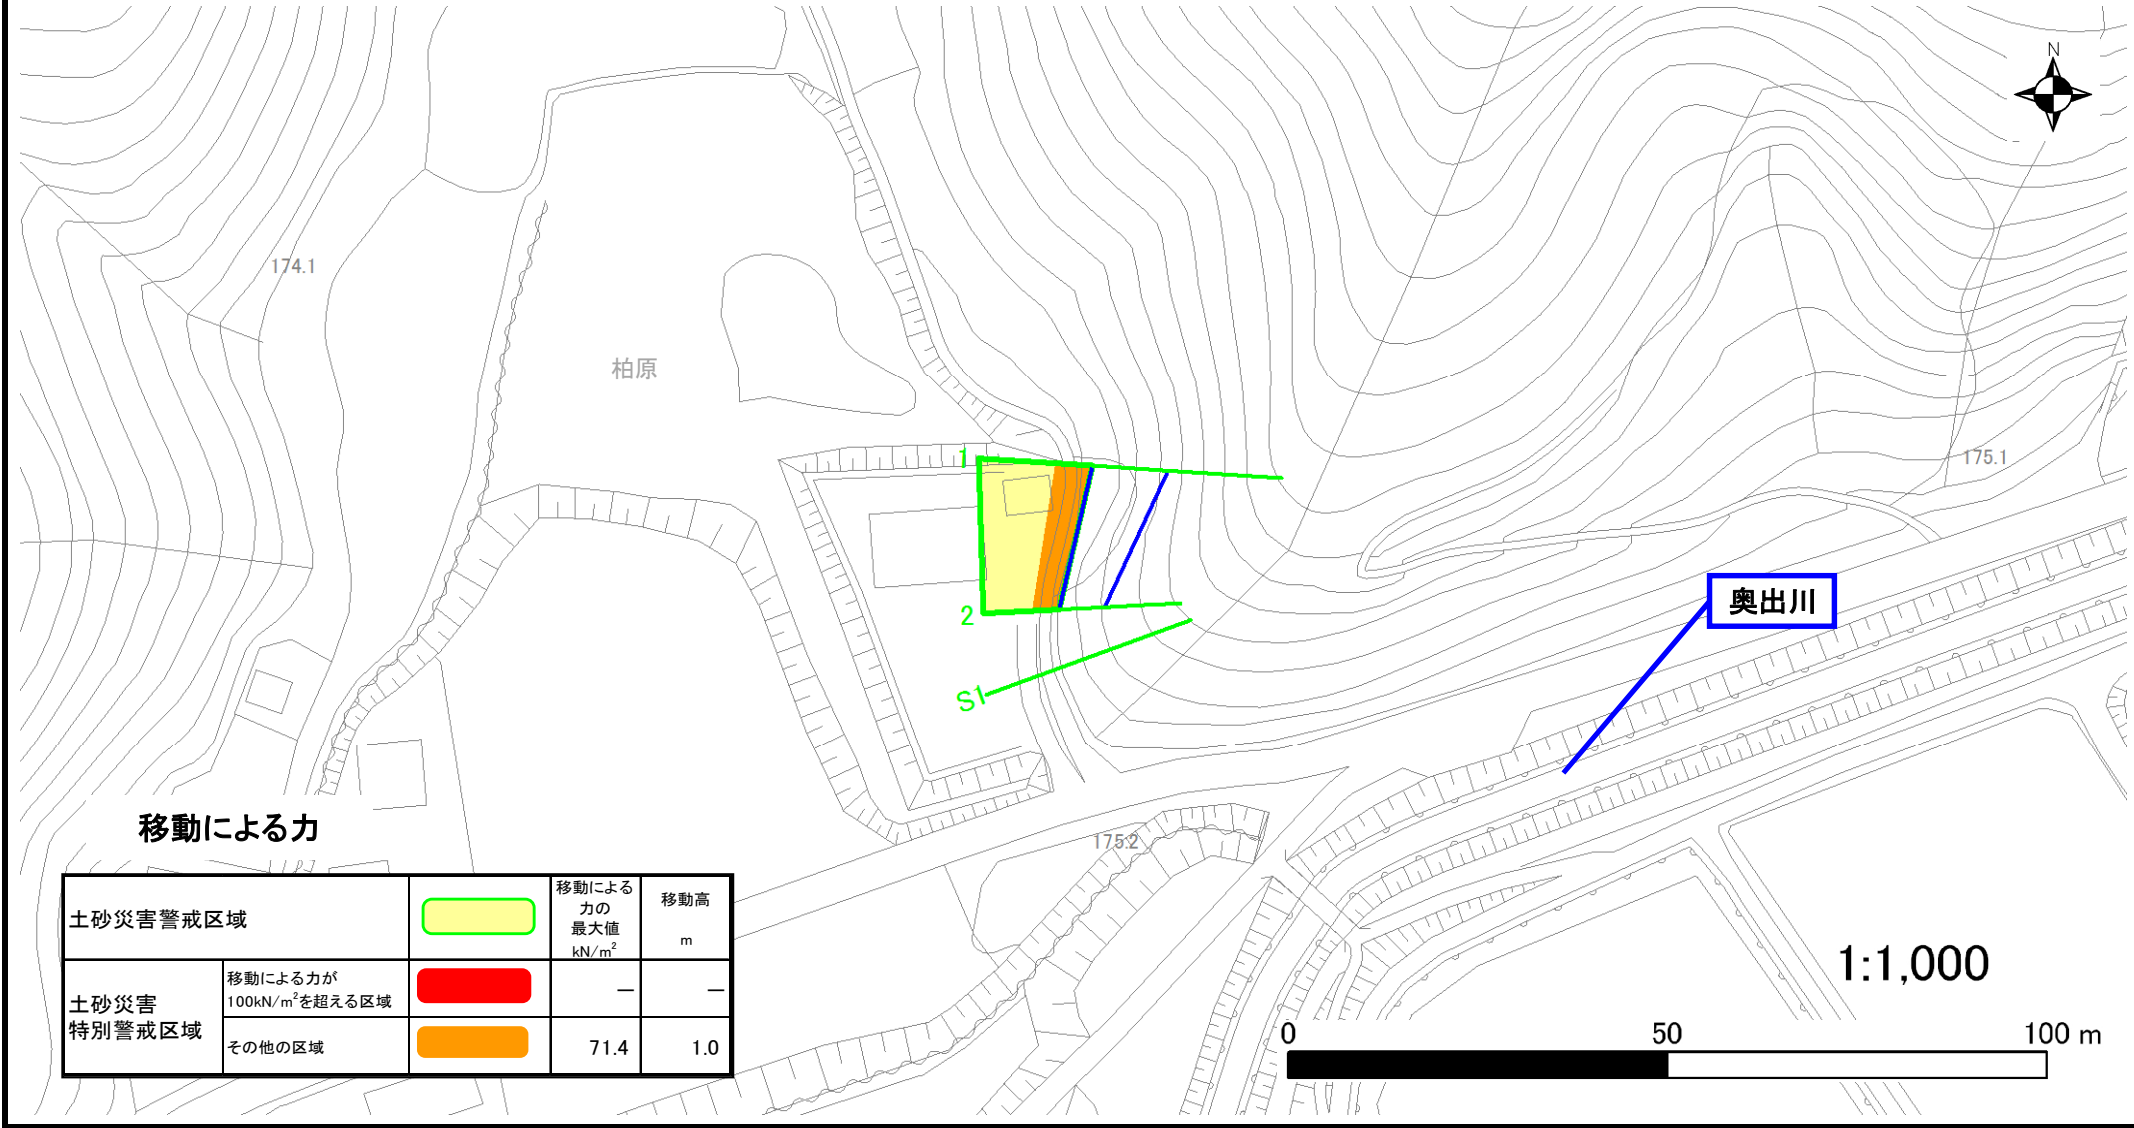 N
174.1
柏原
1
175.1
奥出川
2
S1
移動による力
175.2
移動による
力の
最大値
kN/m²
移動高
m
土砂災害警戒区域
土砂災害
特別警戒区域
移動による力が
100kN/m²を超える区域
－
－
その他の区域
71.4
1.0
1:1,000
0
50
100 m